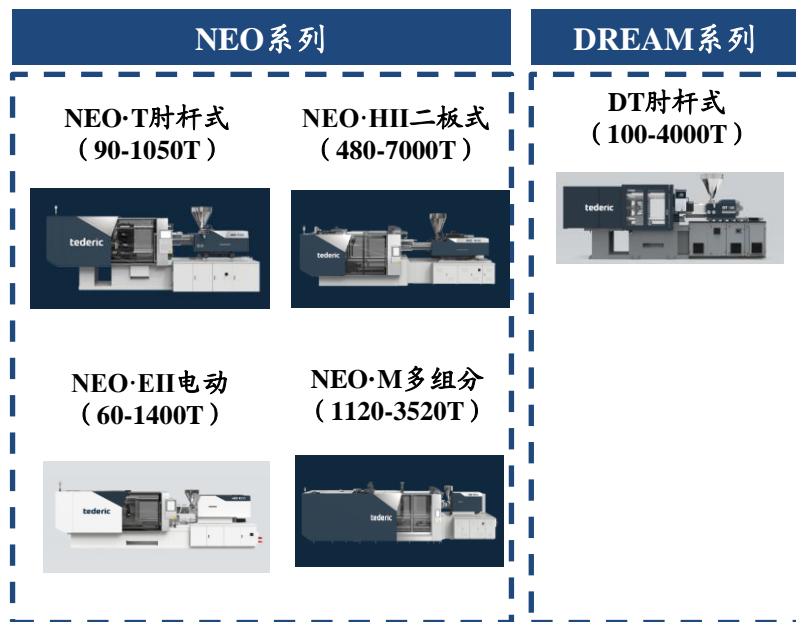 NEO系列
DREAM系列
NEO·T肘杆式
（90-1050T）
NEO·HII二板式
（480-7000T）
DT肘杆式
（100-4000T）
tederic
tederic
tederic
NEO·EII电动
（60-1400T）
NEO·M多组分
（1120-3520T）
tederic
tederic